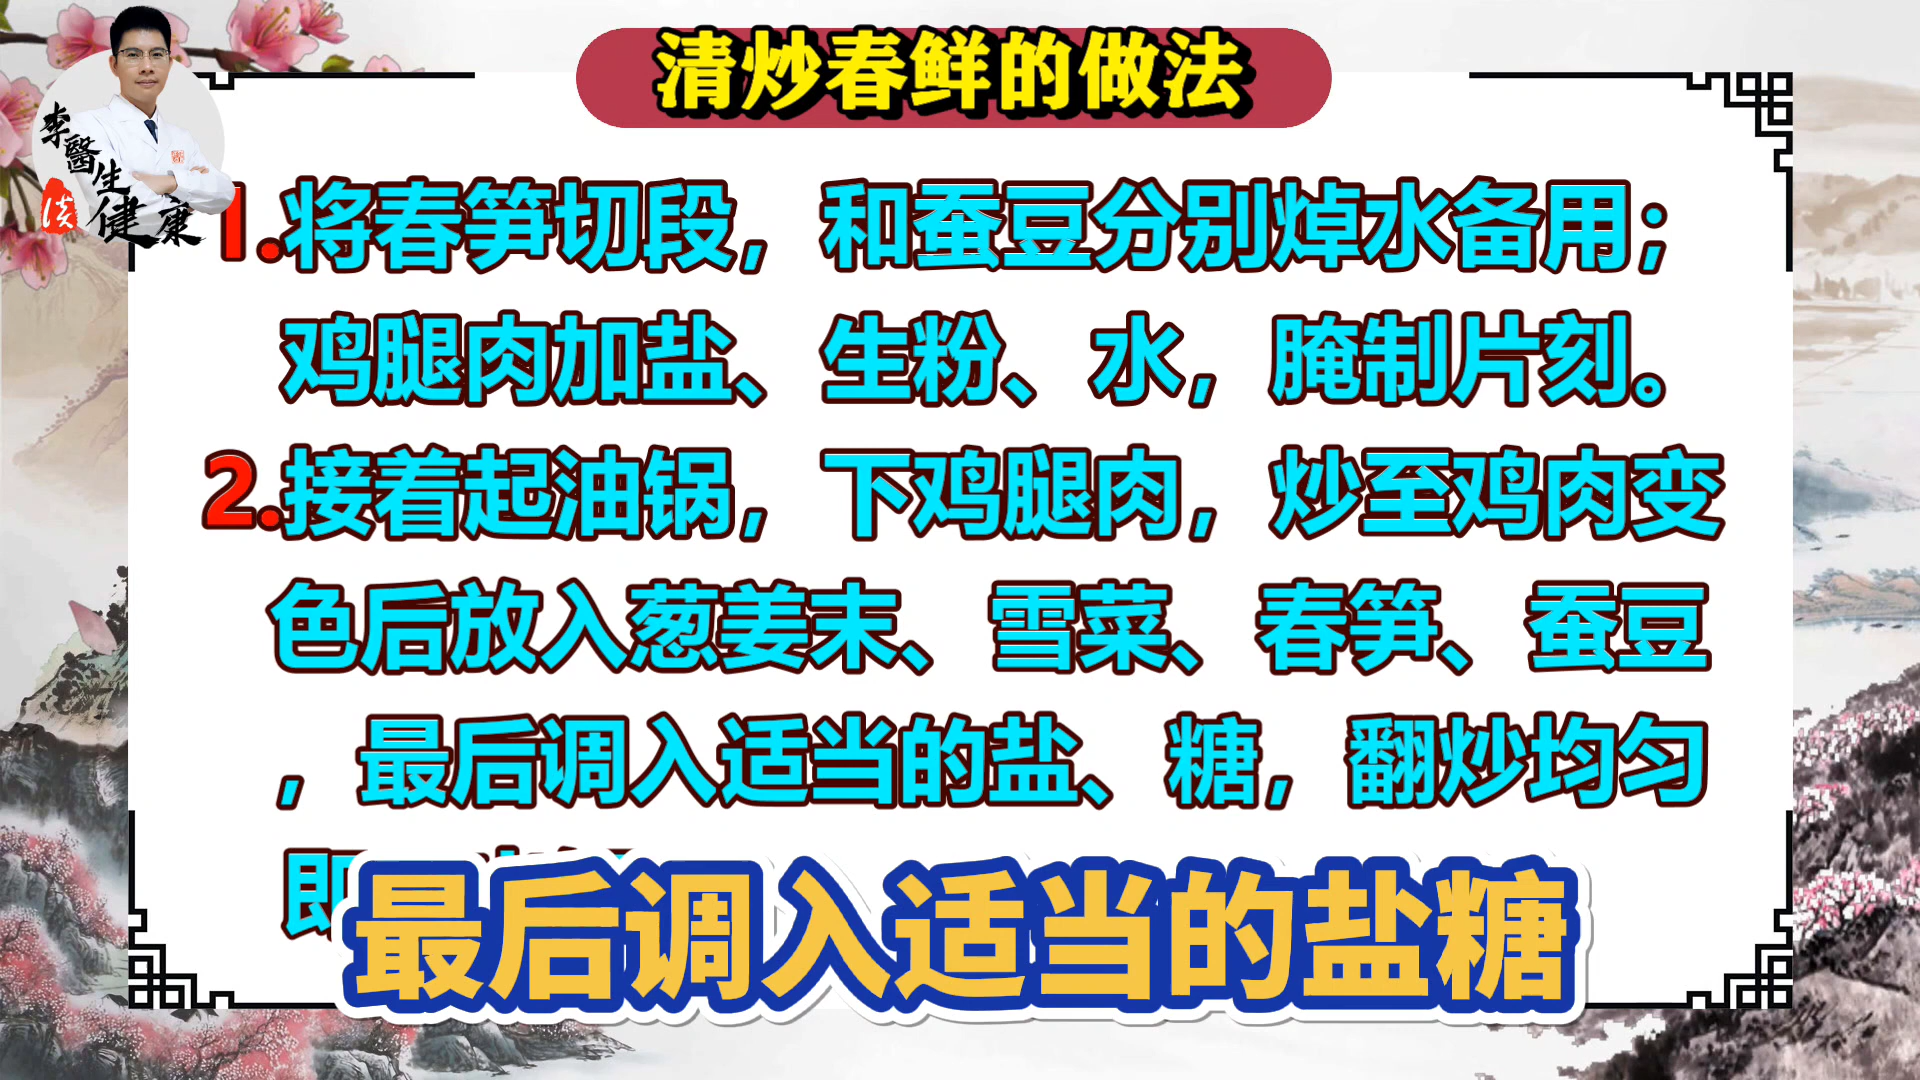 清炒春鲜的做法
李醫生
谈健康
1.将春笋切段，和蚕豆分别焯水备用；
鸡腿肉加盐、生粉、水，腌制片刻。
2.接着起油锅，下鸡腿肉，炒至鸡肉变
色后放入葱姜末、雪菜、春笋、蚕豆
，最后调入适当的盐、糖，翻炒均匀
即
最后调入适当的盐糖